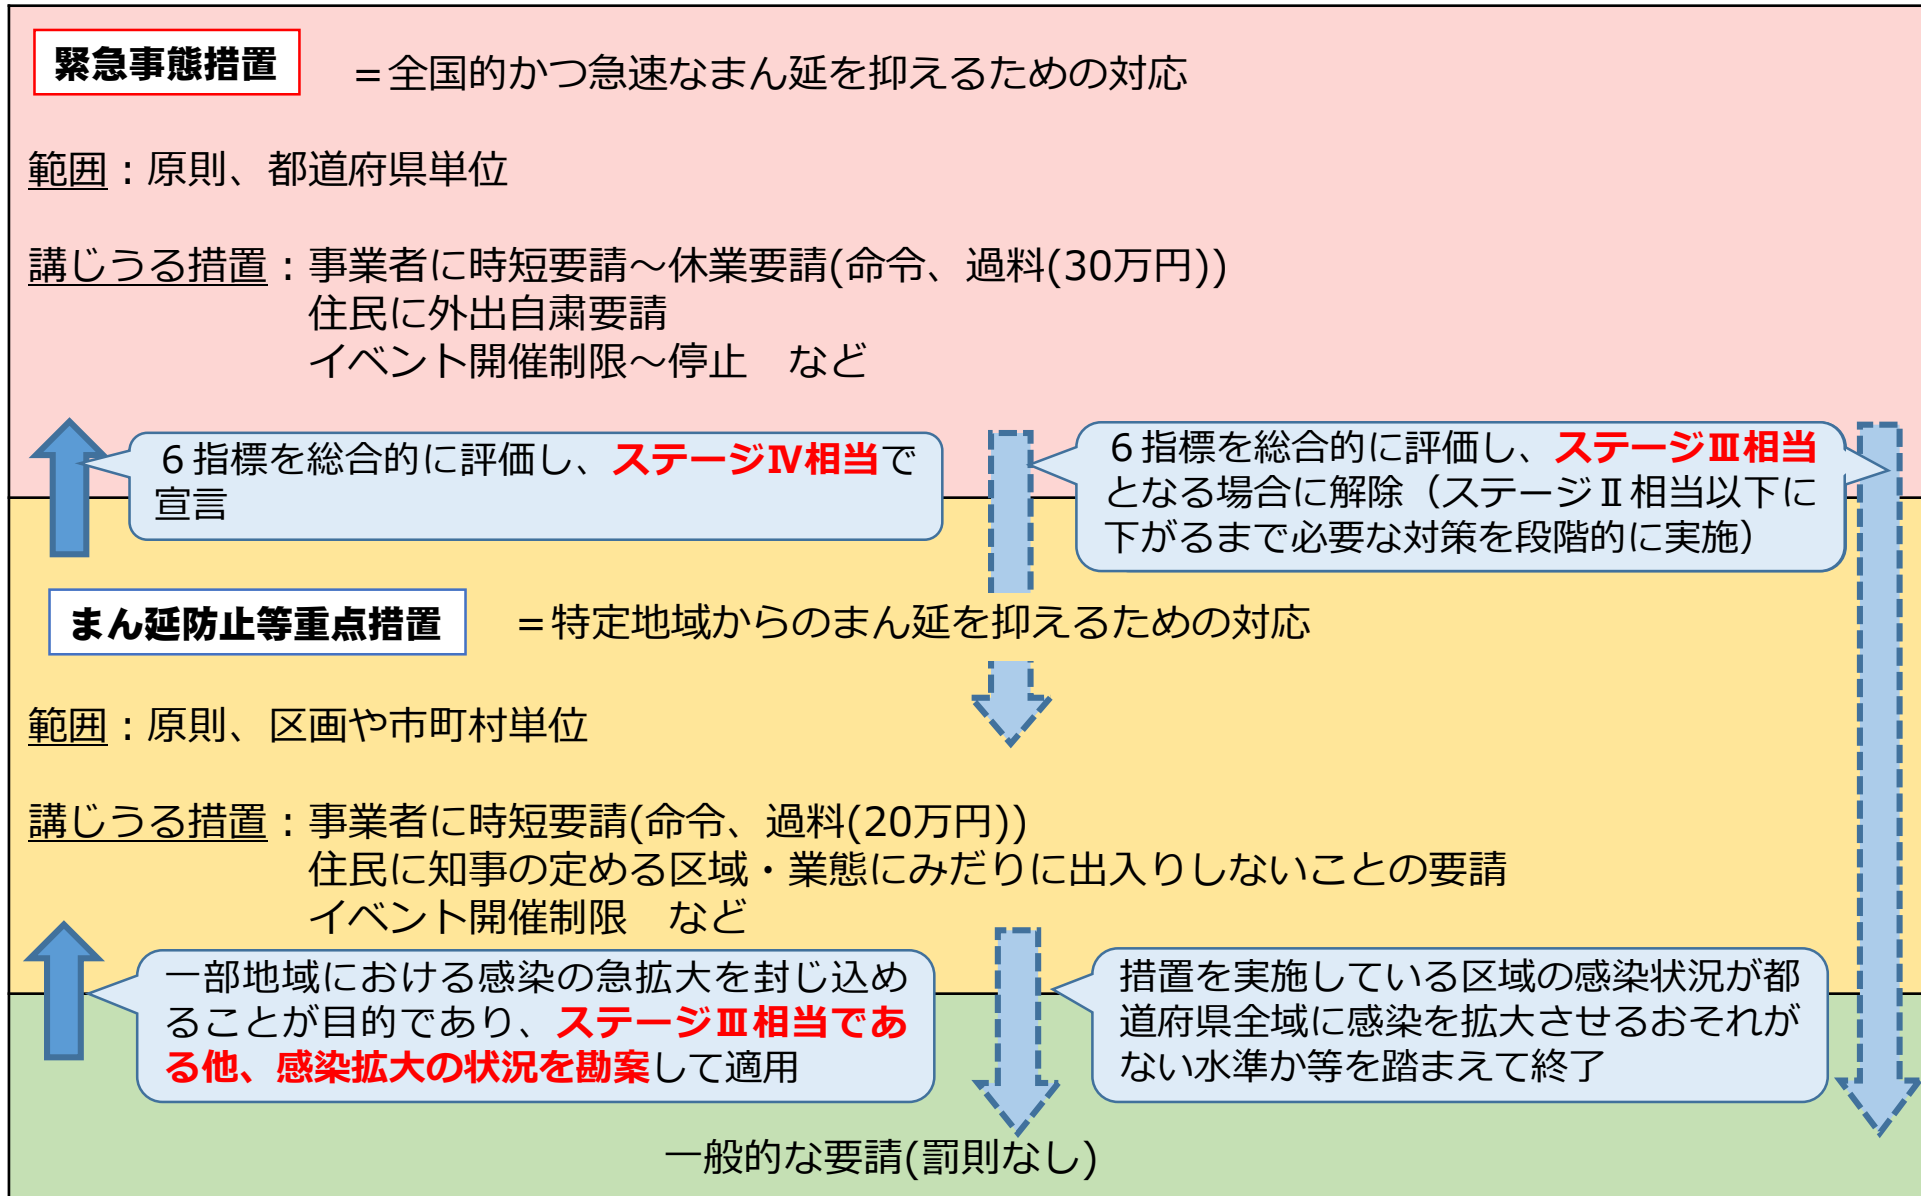 緊急事態措置
＝全国的かつ急速なまん延を抑えるための対応
範囲：原則、都道府県単位
講じうる措置：事業者に時短要請～休業要請(命令、過料(30万円))
住民に外出自粛要請
イベント開催制限～停止　など
６指標を総合的に評価し、ステージⅣ相当で
宣言
６指標を総合的に評価し、ステージⅢ相当
となる場合に解除（ステージⅡ相当以下に
下がるまで必要な対策を段階的に実施）
まん延防止等重点措置
＝特定地域からのまん延を抑えるための対応
範囲：原則、区画や市町村単位
講じうる措置：事業者に時短要請(命令、過料(20万円))
住民に知事の定める区域・業態にみだりに出入りしないことの要請
イベント開催制限　など
一部地域における感染の急拡大を封じ込め
ることが目的であり、ステージⅢ相当であ
る他、感染拡大の状況を勘案して適用
措置を実施している区域の感染状況が都
道府県全域に感染を拡大させるおそれが
ない水準か等を踏まえて終了
一般的な要請(罰則なし)